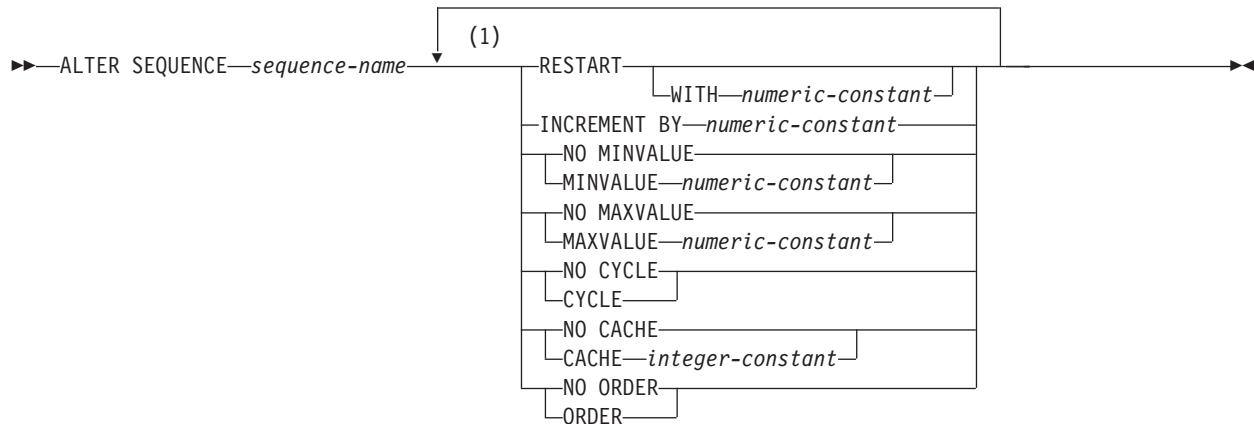 (1)
ALTER SEQUENCE sequence-name RESTART
WITH numeric-constant
INCREMENT BY numeric-constant
NO MINVALUE
MINVALUE numeric-constant
NO MAXVALUE
MAXVALUE numeric-constant
NO CYCLE
CYCLE
NO CACHE
CACHE integer-constant
NO ORDER
ORDER